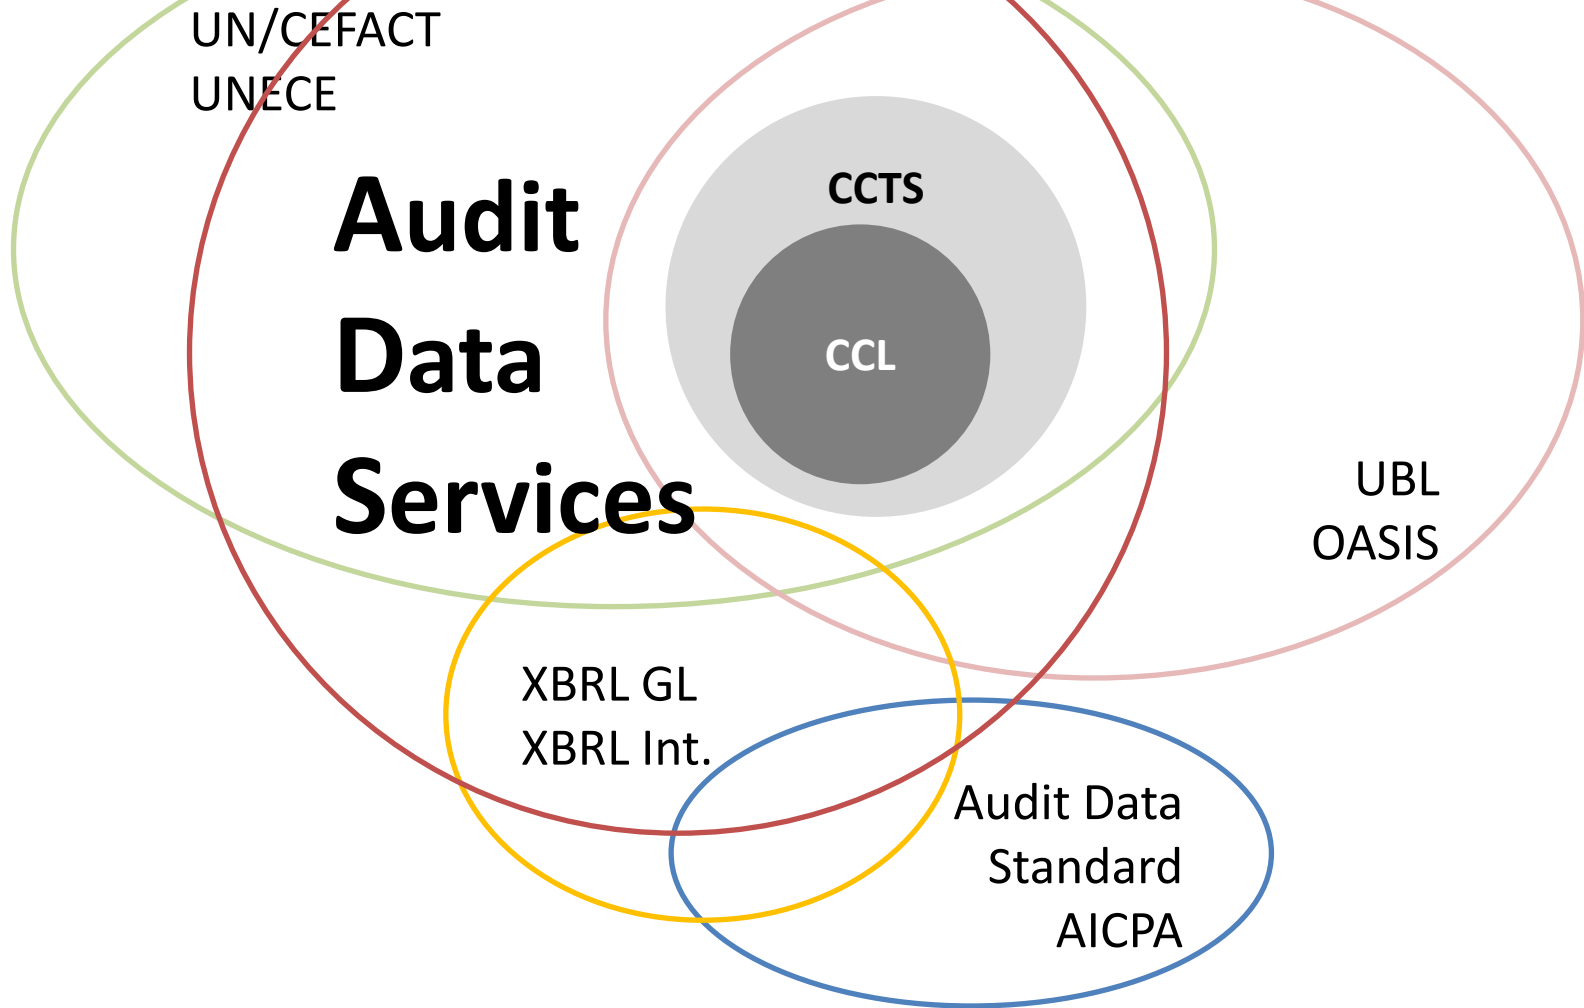 UN/CEFACT
UNECE
Audit
Data
Services
CCTS
CCL
UBL
OASIS
XBRL GL
XBRL Int.
Audit Data
Standard
AICPA